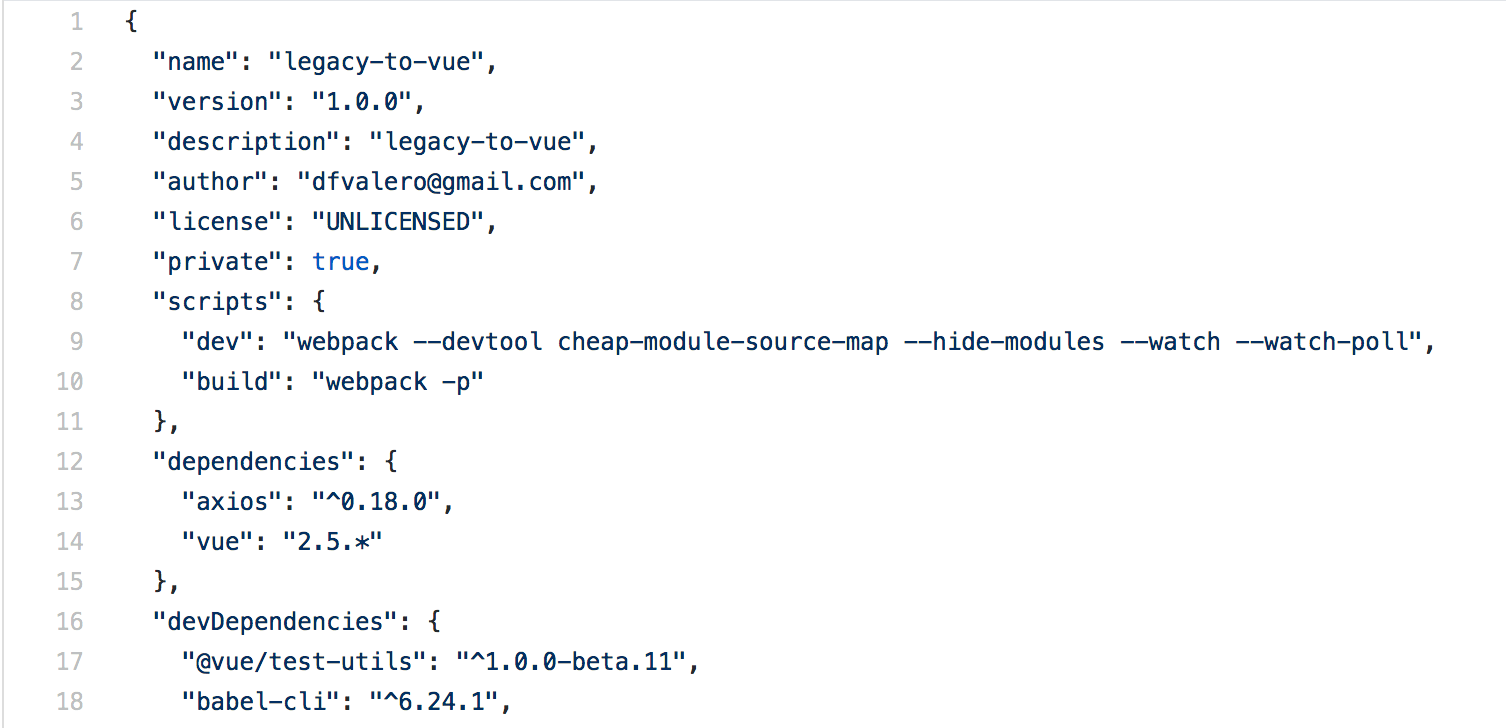 1 {
2 "name": "legacy-to-vue",
3 "version": "1.0.0",
4 "description": "legacy-to-vue",
5 "author": "dfvalero@gmail.com",
6 "license": "UNLICENSED",
7 "private": true,
8 "scripts": {
9 "dev": "webpack --devtool cheap-module-source-map --hide-modules --watch --watch-poll",
10 "build": "webpack -p"
11 },
12 "dependencies": {
13 "axios": "^0.18.0",
14 "vue": "2.5.*"
15 },
16 "devDependencies": {
17 "@vue/test-utils": "^1.0.0-beta.11",
18 "babel-cli": "^6.24.1",